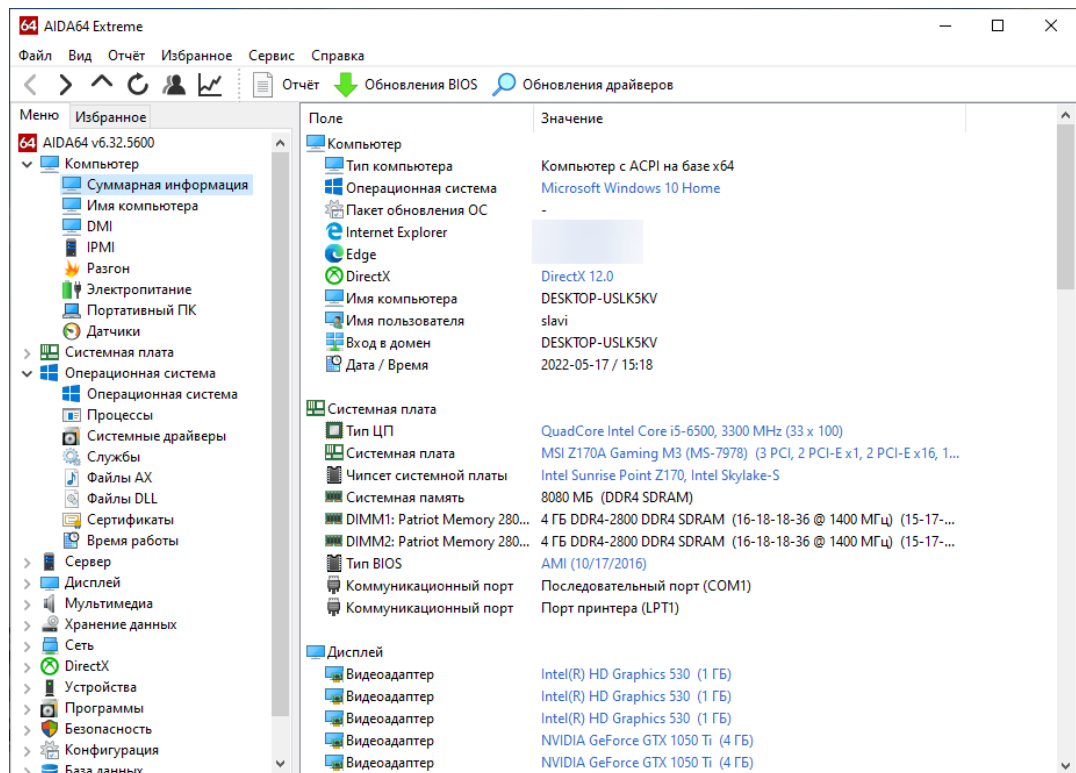 64 AIDA64 Extreme
Файл Вид Отчёт Избранное Сервис Справка
Отчёт Обновления BIOS Обновления драйверов
Меню Избранное
64 AIDA64 v6.32.5600
Компьютер
Суммарная информация
Имя компьютера
DMI
IPMI
Разгон
Электропитание
Портативный ПК
Датчики
Системная плата
Операционная система
Операционная система
Процессы
Системные драйверы
Службы
Файлы AX
Файлы DLL
Сертификаты
Время работы
Сервер
Дисплей
Мультимедиа
Хранение данных
Сеть
DirectX
Устройства
Программы
Безопасность
Конфигурация
База данных
Поле Значение
Компьютер
Тип компьютера Компьютер с ACPI на базе x64
Операционная система Microsoft Windows 10 Home
Пакет обновления ОС -
Internet Explorer
Edge
DirectX DirectX 12.0
Имя компьютера DESKTOP-USLK5KV
Имя пользователя slavi
Вход в домен DESKTOP-USLK5KV
Дата / Время 2022-05-17 / 15:18
Системная плата
Тип ЦП QuadCore Intel Core i5-6500, 3300 MHz (33 x 100)
Системная плата MSI Z170A Gaming M3 (MS-7978) (3 PCI, 2 PCI-E x1, 2 PCI-E x16, 1...
Чипсет системной платы Intel Sunrise Point Z170, Intel Skylake-S
Системная память 8080 МБ (DDR4 SDRAM)
DIMM1: Patriot Memory 280... 4 ГБ DDR4-2800 DDR4 SDRAM (16-18-18-36 @ 1400 МГц) (15-17-...
DIMM2: Patriot Memory 280... 4 ГБ DDR4-2800 DDR4 SDRAM (16-18-18-36 @ 1400 МГц) (15-17-...
Тип BIOS AMI (10/17/2016)
Коммуникационный порт Последовательный порт (COM1)
Коммуникационный порт Порт принтера (LPT1)
Дисплей
Видеоадаптер Intel(R) HD Graphics 530 (1 ГБ)
Видеоадаптер Intel(R) HD Graphics 530 (1 ГБ)
Видеоадаптер Intel(R) HD Graphics 530 (1 ГБ)
Видеоадаптер NVIDIA GeForce GTX 1050 Ti (4 ГБ)
Видеоадаптер NVIDIA GeForce GTX 1050 Ti (4 ГБ)